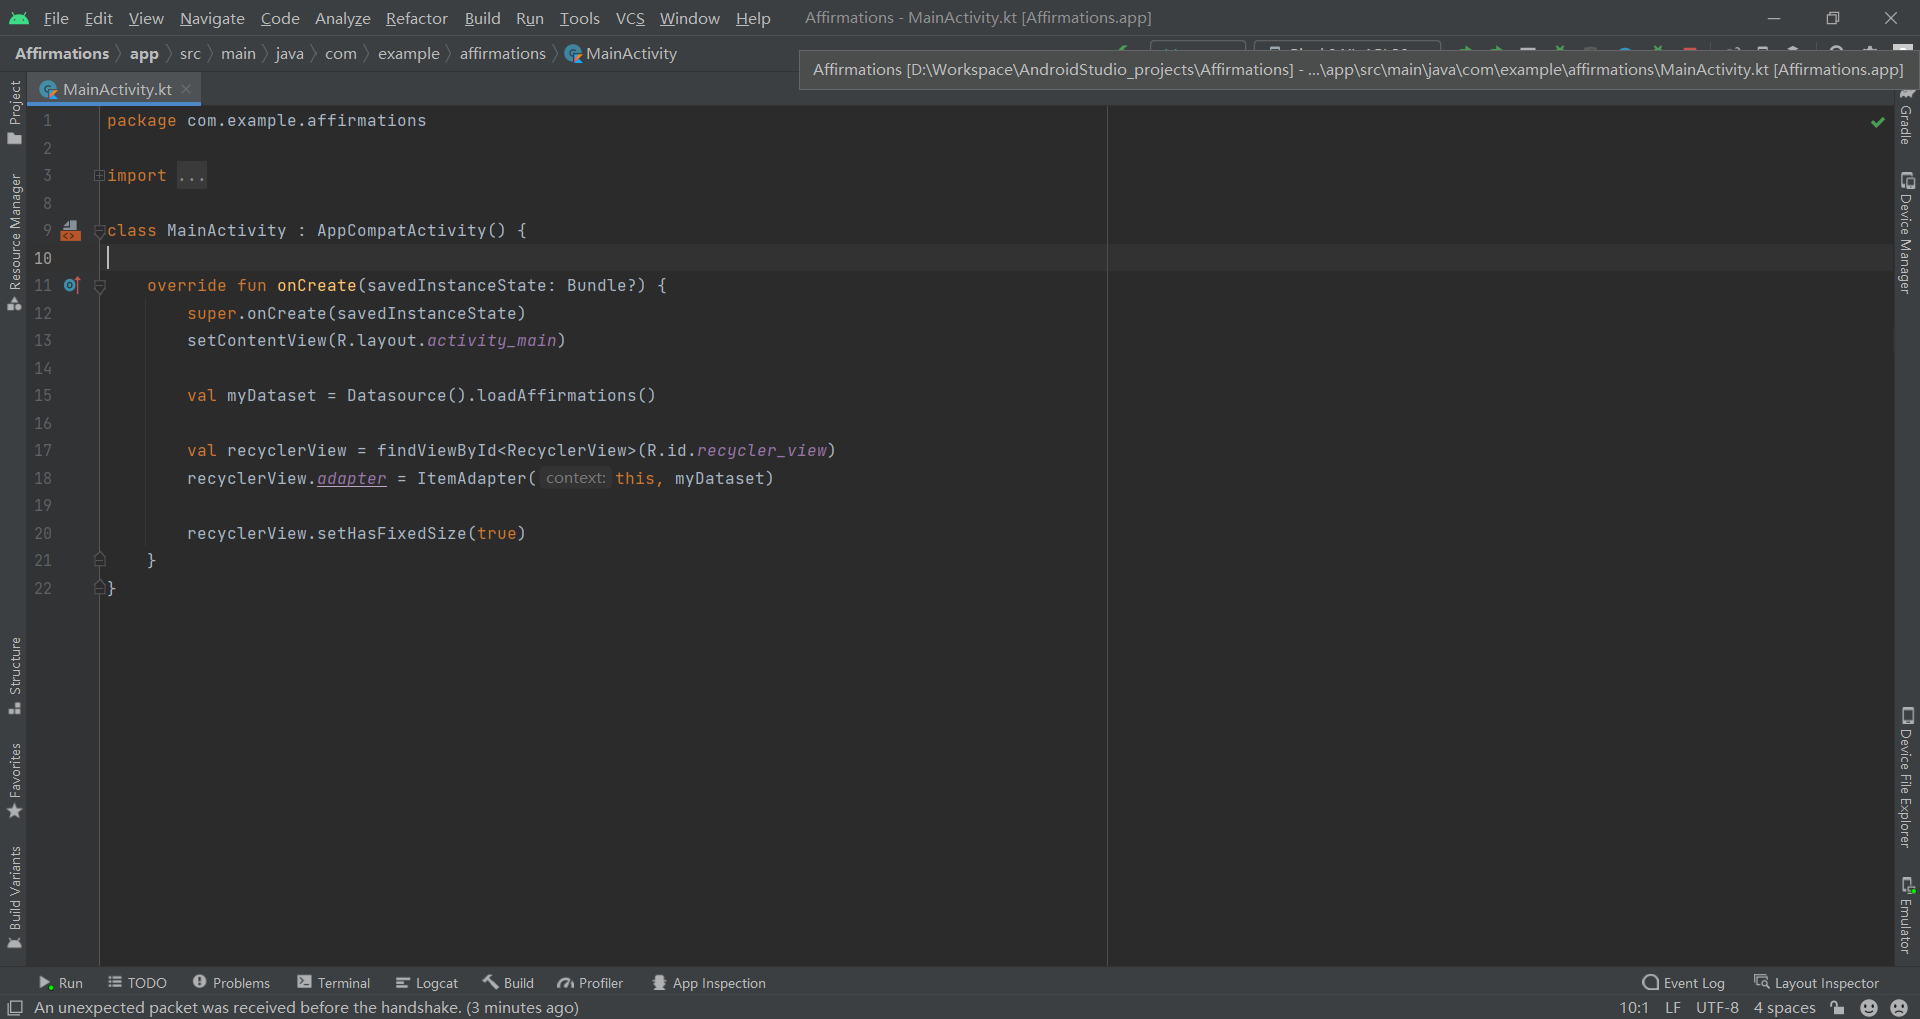 File Edit View Navigate Code Analyze Refactor Build Run Tools VCS Window Help Affirmations - MainActivity.kt [Affirmations.app]
Affirmations app src main java com example affirmations MainActivity
Affirmations [D:\Workspace\AndroidStudio_projects\Affirmations] - ...\app\src\main\java\com\example\affirmations\MainActivity.kt [Affirmations.app]
MainActivity.kt
1 package com.example.affirmations
2
3 import ...
8
9 class MainActivity : AppCompatActivity() {
10
11 override fun onCreate(savedInstanceState: Bundle?) {
12 super.onCreate(savedInstanceState)
13 setContentView(R.layout.activity_main)
14
15 val myDataset = Datasource().loadAffirmations()
16
17 val recyclerView = findViewById<RecyclerView>(R.id.recycler_view)
18 recyclerView.adapter = ItemAdapter( context: this, myDataset)
19
20 recyclerView.setHasFixedSize(true)
21 }
22 }
Project
Resource Manager
Structure
Favorites
Build Variants
Gradle
Device Manager
Device File Explorer
Emulator
Run TODO Problems Terminal Logcat Build Profiler App Inspection Event Log Layout Inspector
An unexpected packet was received before the handshake. (3 minutes ago) 10:1 LF UTF-8 4 spaces